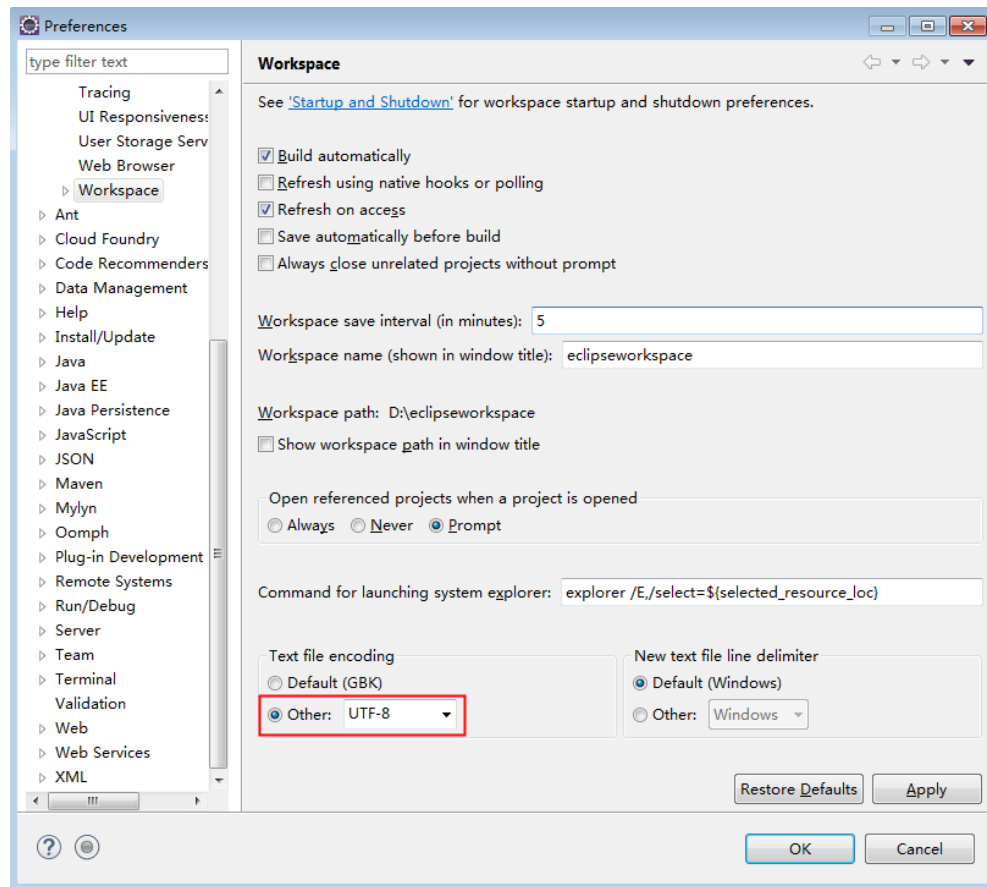 Preferences
type filter text
Tracing
UI Responsivenes
User Storage Serv
Web Browser
Workspace
Ant
Cloud Foundry
Code Recommenders
Data Management
Help
Install/Update
Java
Java EE
Java Persistence
JavaScript
JSON
Maven
Mylyn
Oomph
Plug-in Development
Remote Systems
Run/Debug
Server
Team
Terminal
Validation
Web
Web Services
XML
Workspace
See 'Startup and Shutdown' for workspace startup and shutdown preferences.
Build automatically
Refresh using native hooks or polling
Refresh on access
Save automatically before build
Always close unrelated projects without prompt
Workspace save interval (in minutes): 5
Workspace name (shown in window title): eclipseworkspace
Workspace path: D:\eclipseworkspace
Show workspace path in window title
Open referenced projects when a project is opened
Always Never Prompt
Command for launching system explorer: explorer /E,/select=${selected_resource_loc}
Text file encoding
Default (GBK)
Other: UTF-8
New text file line delimiter
Default (Windows)
Other: Windows
Restore Defaults Apply
? OK Cancel